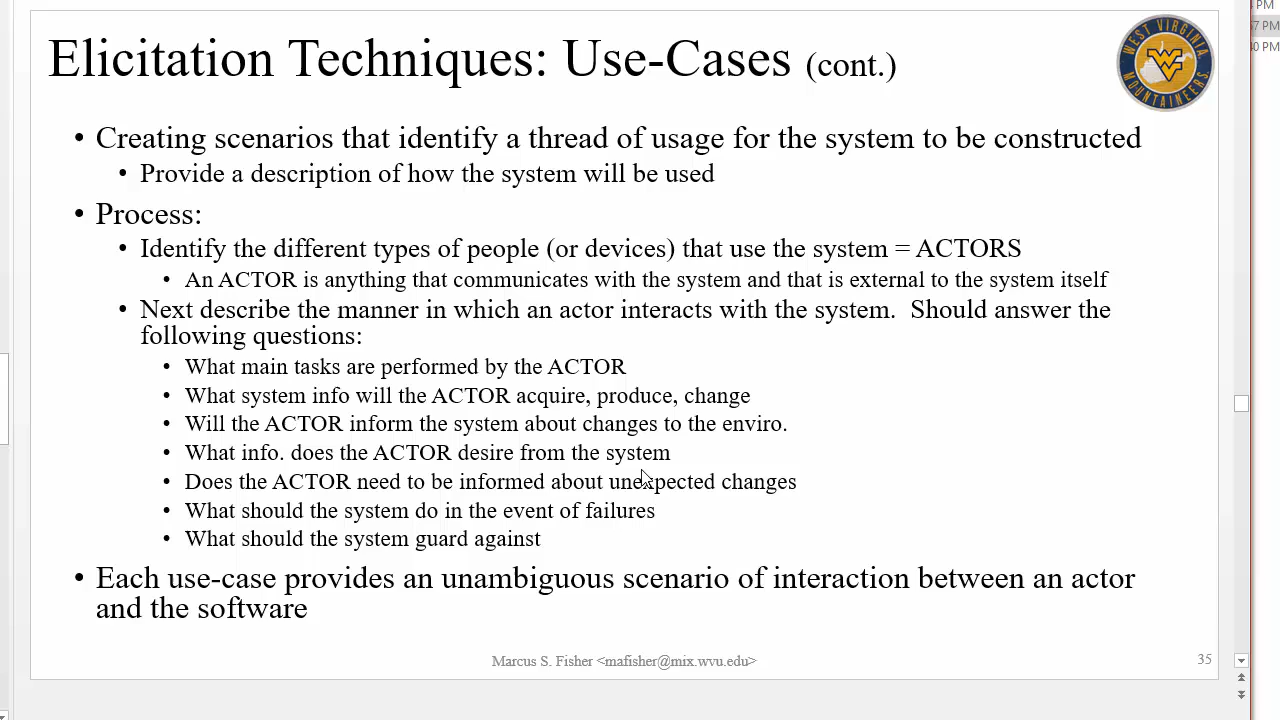 Elicitation Techniques: Use-Cases (cont.)
WEST VIRGINIA
MOUNTAINEERS
• Creating scenarios that identify a thread of usage for the system to be constructed
• Provide a description of how the system will be used
• Process:
• Identify the different types of people (or devices) that use the system = ACTORS
• An ACTOR is anything that communicates with the system and that is external to the system itself
• Next describe the manner in which an actor interacts with the system.  Should answer the
following questions:
• What main tasks are performed by the ACTOR
• What system info will the ACTOR acquire, produce, change
• Will the ACTOR inform the system about changes to the enviro.
• What info. does the ACTOR desire from the system
• Does the ACTOR need to be informed about unexpected changes
• What should the system do in the event of failures
• What should the system guard against
• Each use-case provides an unambiguous scenario of interaction between an actor
and the software
Marcus S. Fisher <mafisher@mix.wvu.edu>
35
PM
57 PM
40 PM